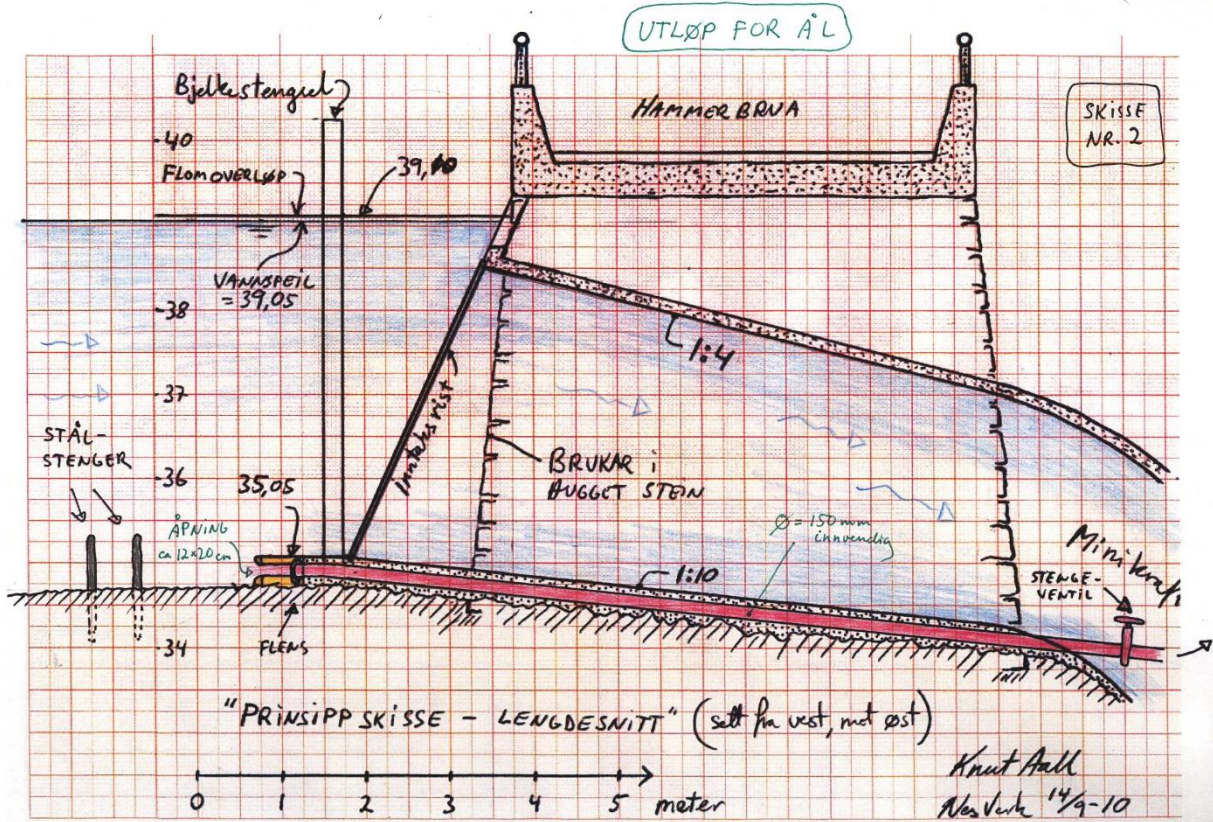 UTLØP FOR ÅL
SKISSE
NR. 2
Bjelkestengsel
HAMMERBRUA
40
FLOMOVERLØP
39,10
VANNSPEIL
= 39,05
38
1:4
37
Inntaksrist
STÅL-
STENGER
36
35,05
BRUKAR i
HUGGET STEIN
ÅPNING
ca 12x20 cm
Ø = 150 mm
innvendig
Minikraft
STENGE-
VENTIL
1:10
34
FLENS
"PRINSIPPSKISSE - LENGDESNITT" (sett fra vest, mot øst)
0 1 2 3 4 5 meter
Knut Aall
Nes Verk 14/9-10